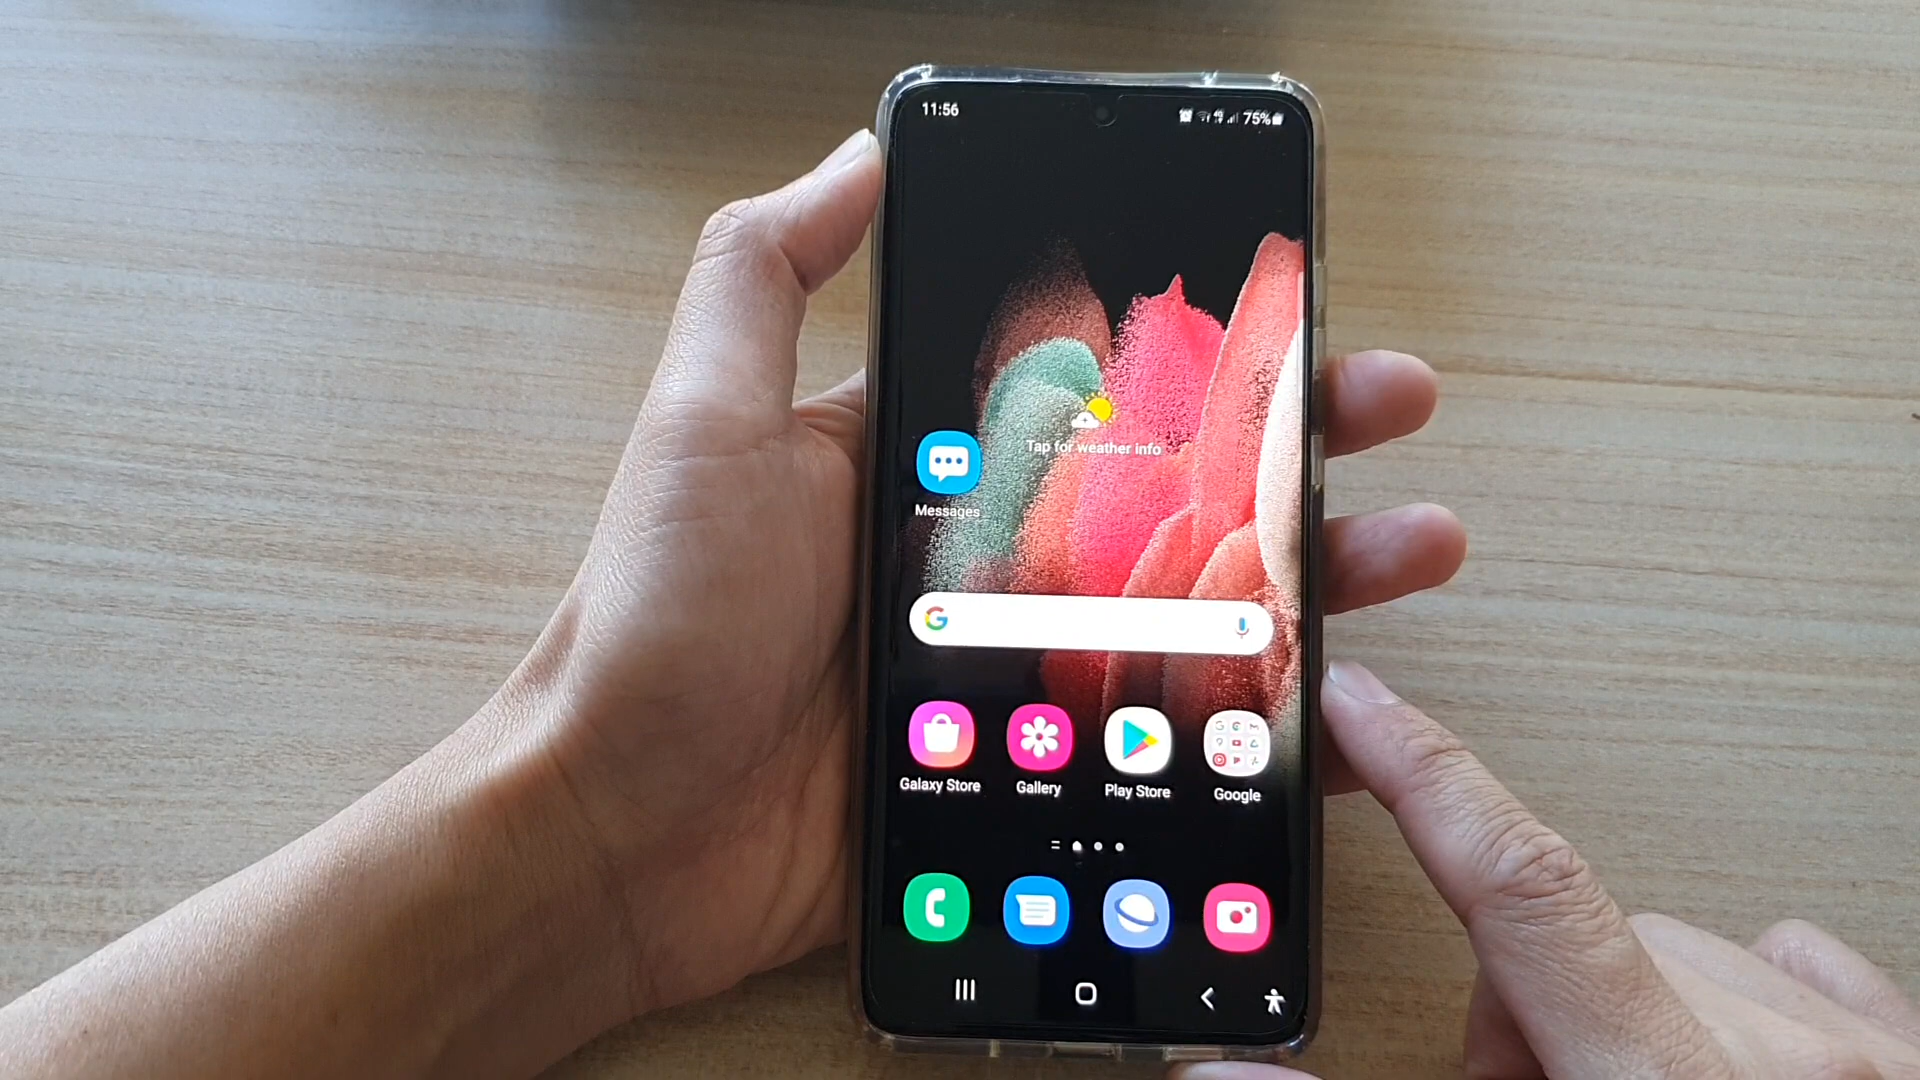 11:56
75%
Tap for weather info
Messages
G
Galaxy Store
Gallery
Play Store
Google